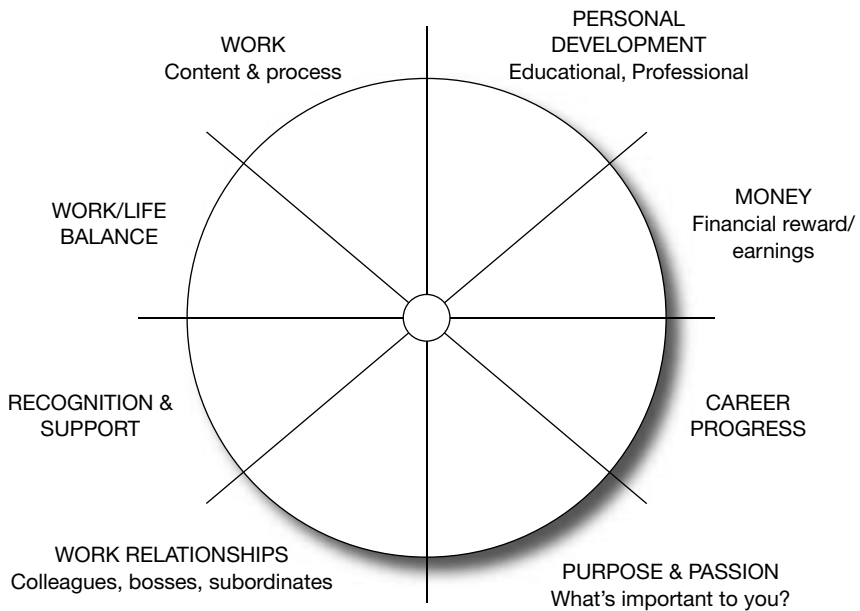 WORK
Content & process
PERSONAL
DEVELOPMENT
Educational, Professional
WORK/LIFE
BALANCE
MONEY
Financial reward/
earnings
RECOGNITION &
SUPPORT
CAREER
PROGRESS
WORK RELATIONSHIPS
Colleagues, bosses, subordinates
PURPOSE & PASSION
What's important to you?